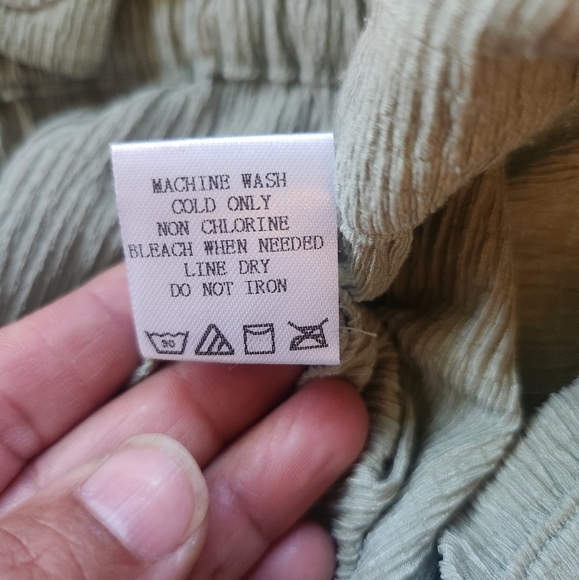 MACHINE WASH
COLD ONLY
NON CHLORINE
BLEACH WHEN NEEDED
LINE DRY
DO NOT IRON
30